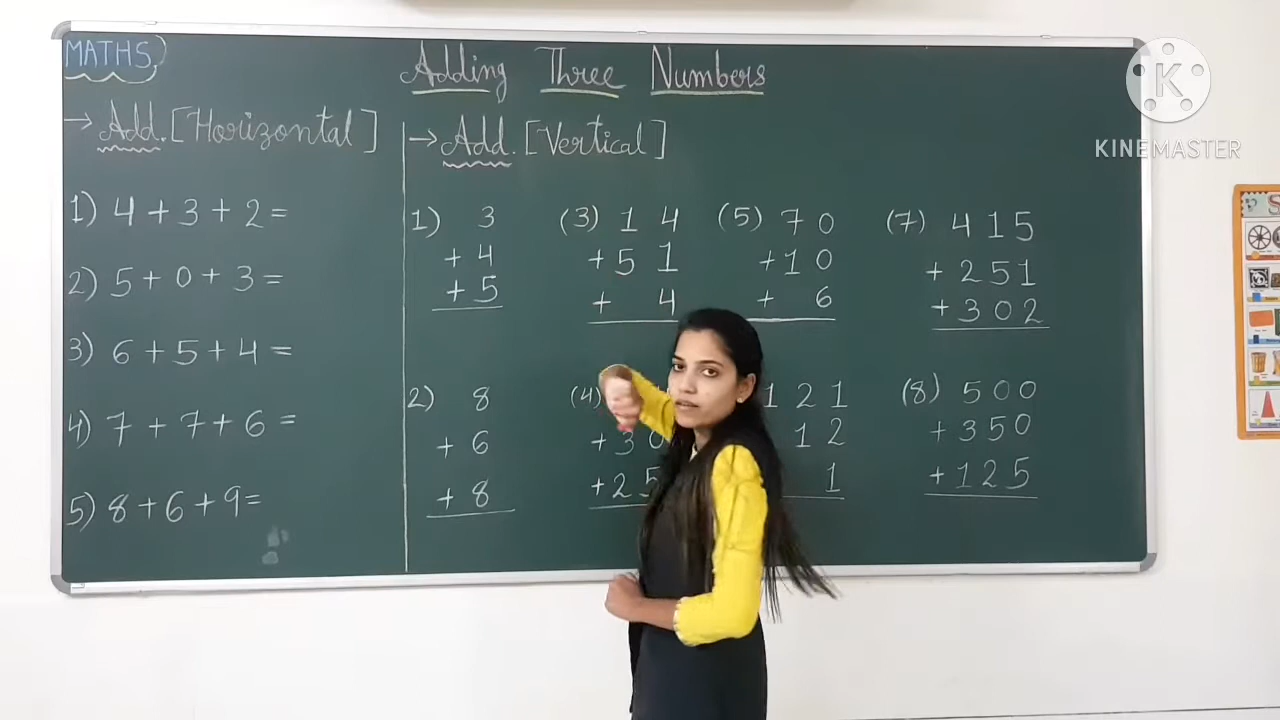 MATHS
Adding Three Numbers
→ Add. [Horizontal]
1) 4 + 3 + 2 =
2) 5 + 0 + 3 =
3) 6 + 5 + 4 =
4) 7 + 7 + 6 =
5) 8 + 6 + 9 =
→ Add. [Vertical]
1) 3
+ 4
+ 5
2) 8
+ 6
+ 8
(3) 1 4
+ 5 1
+ 4
(4)
+ 3 0
+ 2 5
(5) 7 0
+ 1 0
+ 6
1 2 1
1 2
1
(7) 4 1 5
+ 2 5 1
+ 3 0 2
(8) 5 0 0
+ 3 5 0
+ 1 2 5
K
KINEMASTER